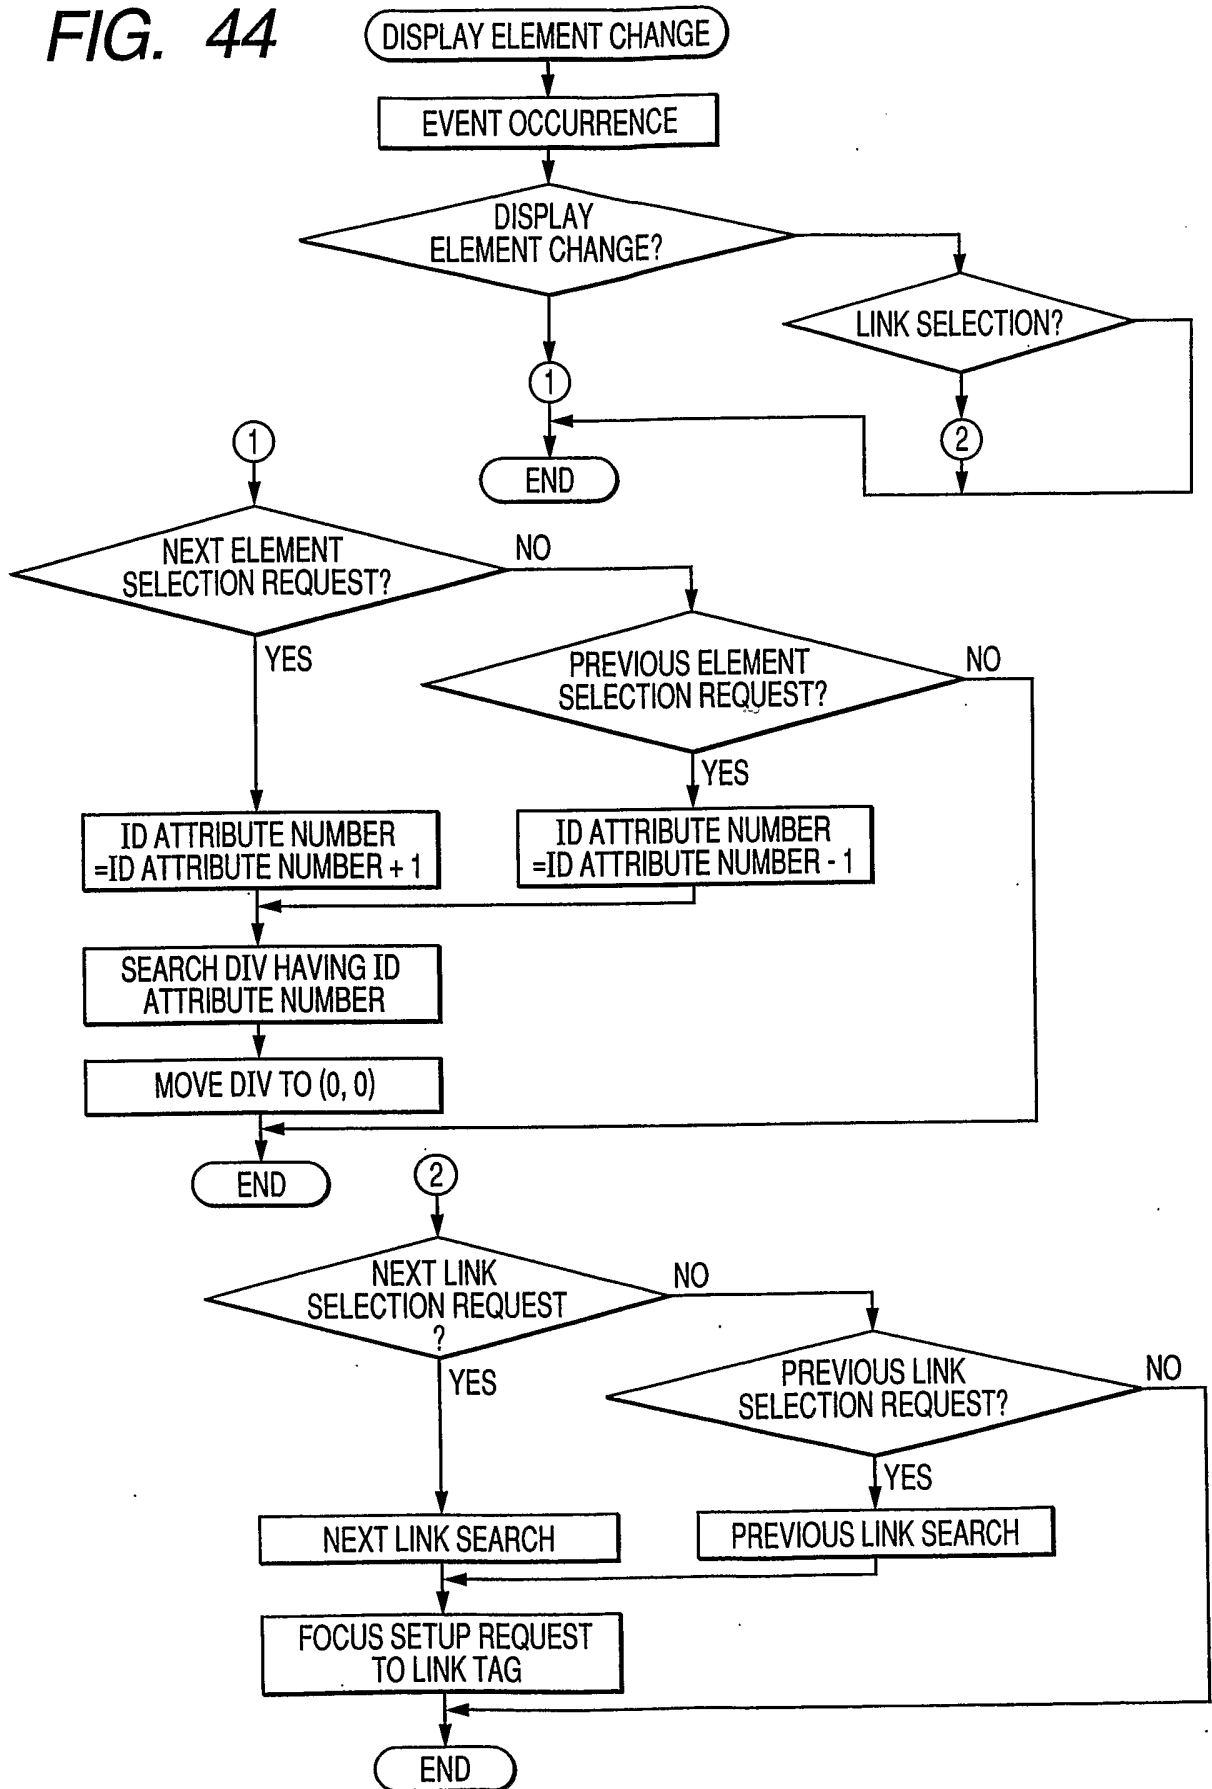 FIG. 44
DISPLAY ELEMENT CHANGE
EVENT OCCURRENCE
DISPLAY
ELEMENT CHANGE?
LINK SELECTION?
1
2
END
1
NEXT ELEMENT
SELECTION REQUEST?
NO
YES
PREVIOUS ELEMENT
SELECTION REQUEST?
NO
YES
ID ATTRIBUTE NUMBER
=ID ATTRIBUTE NUMBER + 1
ID ATTRIBUTE NUMBER
=ID ATTRIBUTE NUMBER - 1
SEARCH DIV HAVING ID
ATTRIBUTE NUMBER
MOVE DIV TO (0, 0)
END
2
NEXT LINK
SELECTION REQUEST
?
NO
YES
PREVIOUS LINK
SELECTION REQUEST?
NO
YES
NEXT LINK SEARCH
PREVIOUS LINK SEARCH
FOCUS SETUP REQUEST
TO LINK TAG
END